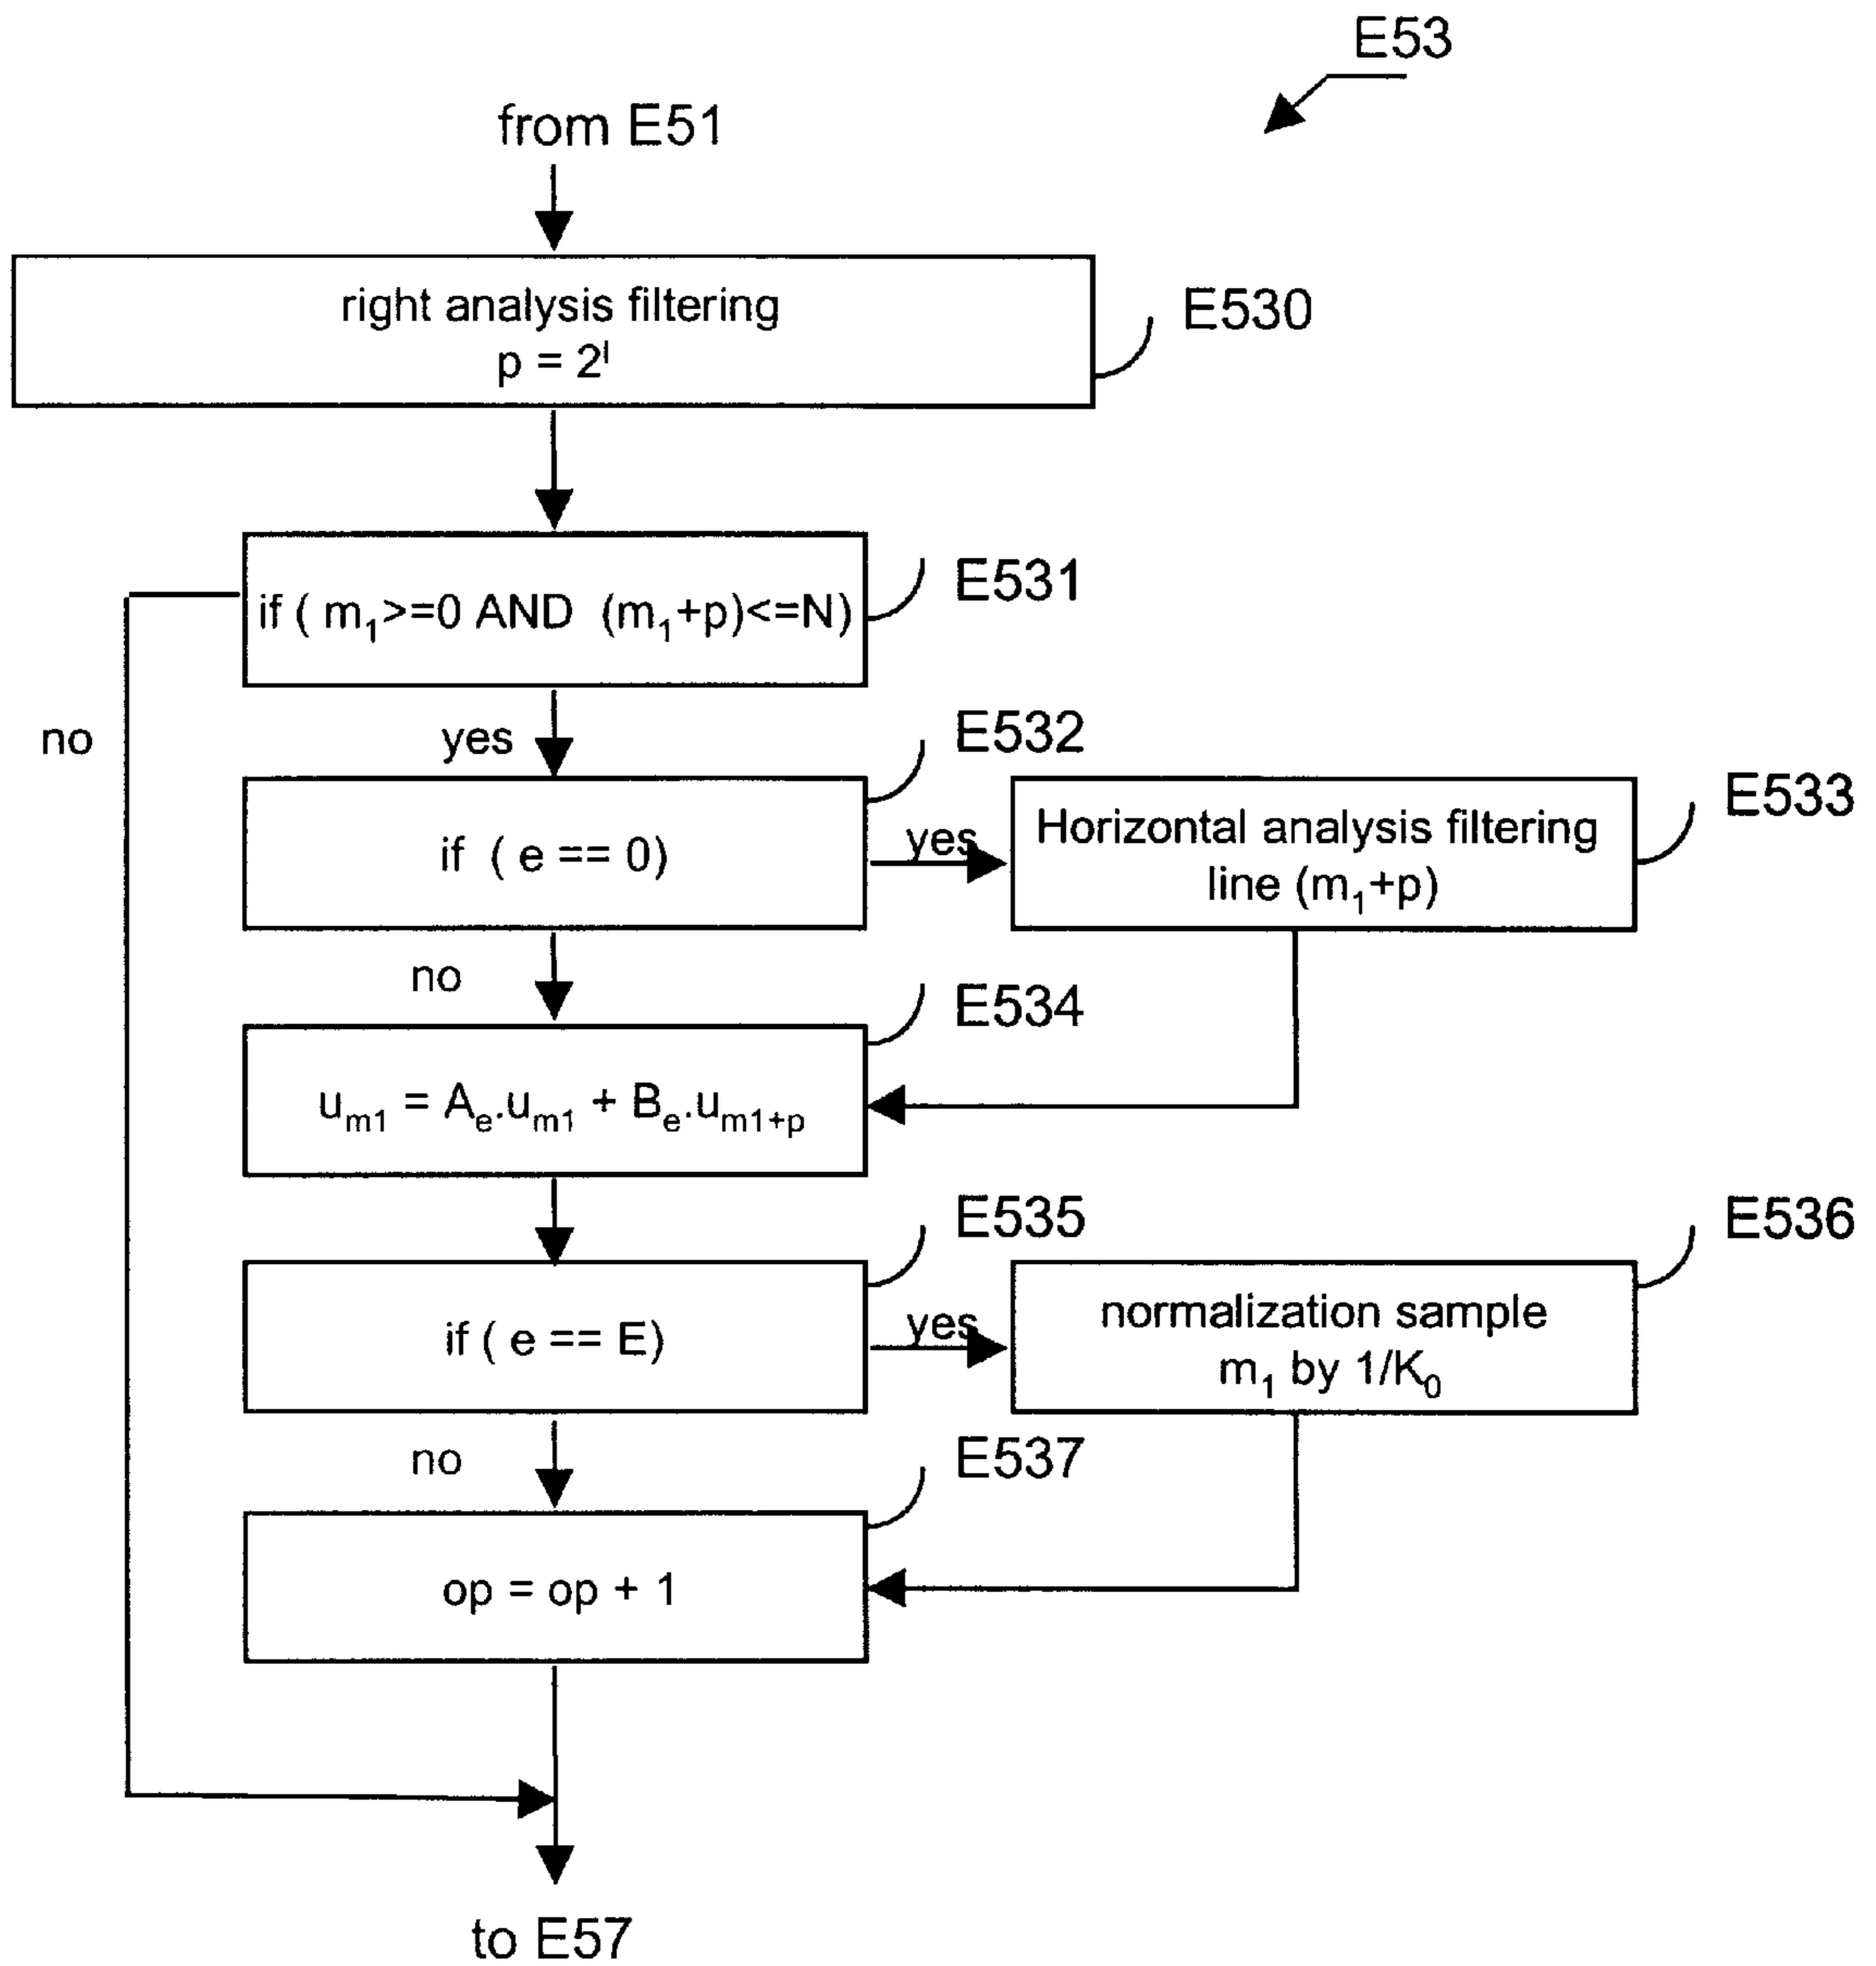 E53
from E51
right analysis filtering
p = 2^l
E530
if ( m₁>=0 AND (m₁+p)<=N)
E531
no
yes
E532
if ( e == 0)
yes
Horizontal analysis filtering
line (m₁+p)
E533
no
E534
uₘ₁ = Aₑ.uₘ₁ + Bₑ.uₘ₁₊ₚ
E535
E536
if ( e == E)
yes
normalization sample
m₁ by 1/K₀
no
E537
op = op + 1
to E57